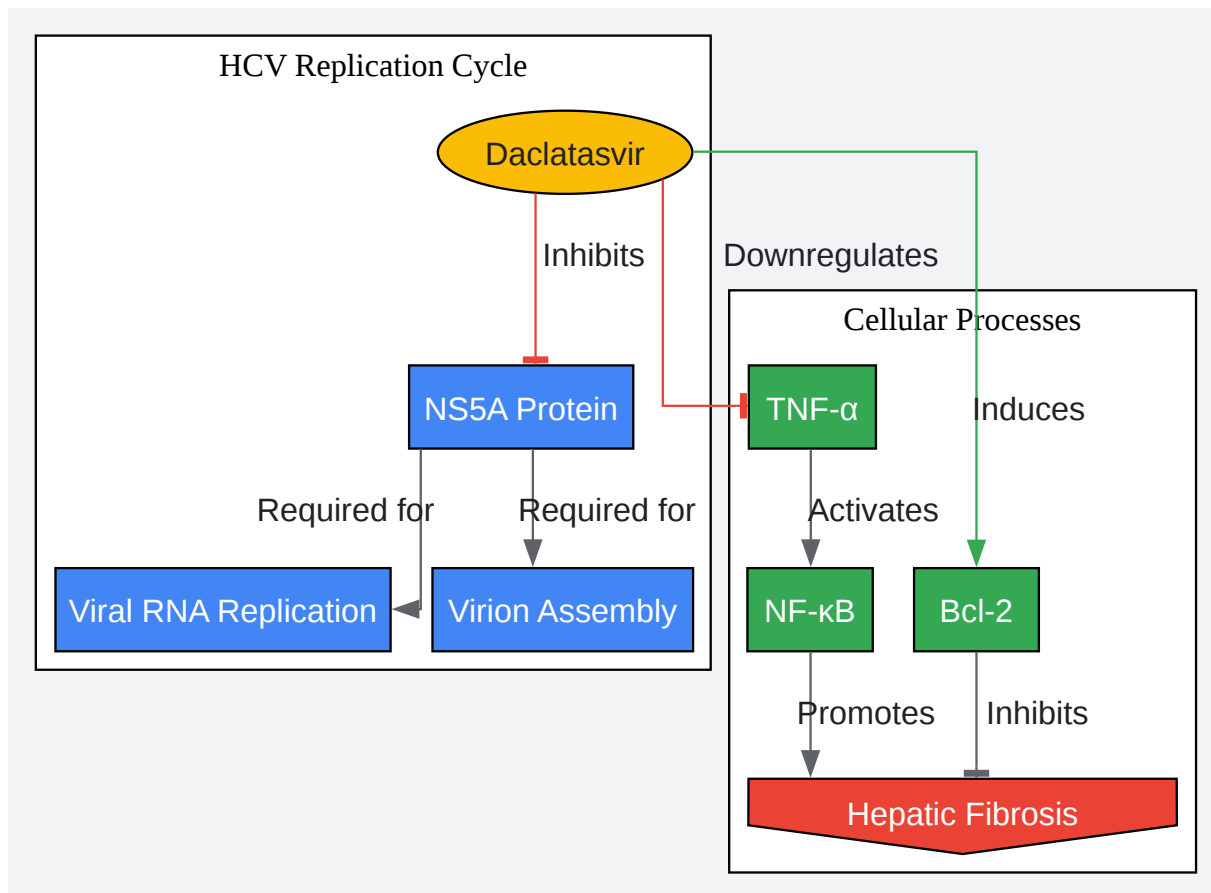 HCV Replication Cycle
Daclatasvir
Inhibits
Downregulates
Cellular Processes
NS5A Protein
TNF-α
Induces
Required for
Required for
Activates
Viral RNA Replication
Virion Assembly
NF-κB
Bcl-2
Promotes
Inhibits
Hepatic Fibrosis